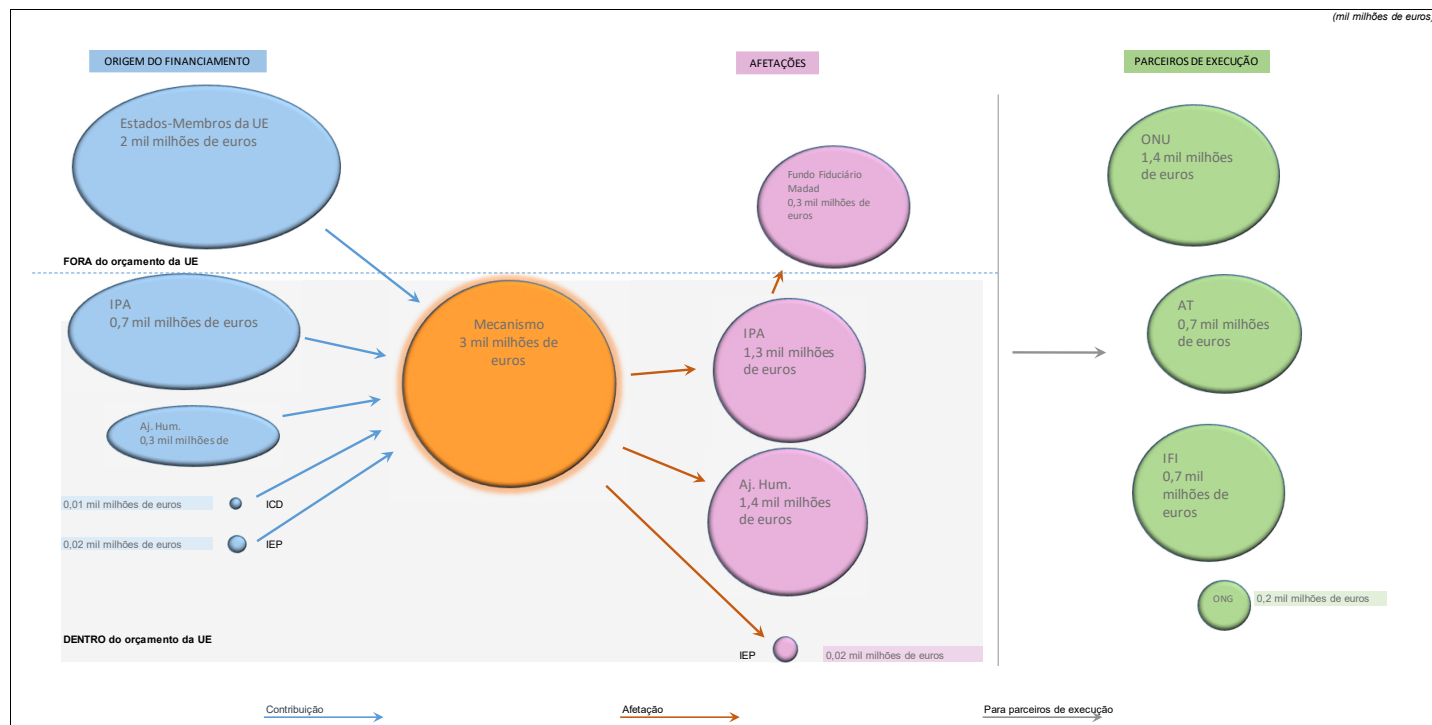 (mil milhões de euros)
ORIGEM DO FINANCIAMENTO
AFETAÇÕES
PARCEIROS DE EXECUÇÃO
Estados-Membros da UE
2 mil milhões de euros
Fundo Fiduciário
Madad
0,3 mil milhões de
euros
ONU
1,4 mil milhões
de euros
FORA do orçamento da UE
IPA
0,7 mil milhões de euros
Mecanismo
3 mil milhões de
euros
IPA
1,3 mil milhões
de euros
AT
0,7 mil milhões
de euros
Aj. Hum.
0,3 mil milhões de
Aj. Hum.
1,4 mil milhões
de euros
IFI
0,7 mil
milhões de
euros
0,01 mil milhões de euros
ICD
0,02 mil milhões de euros
IEP
ONG
0,2 mil milhões de euros
DENTRO do orçamento da UE
IEP
0,02 mil milhões de euros
Contribuição
Afetação
Para parceiros de execução